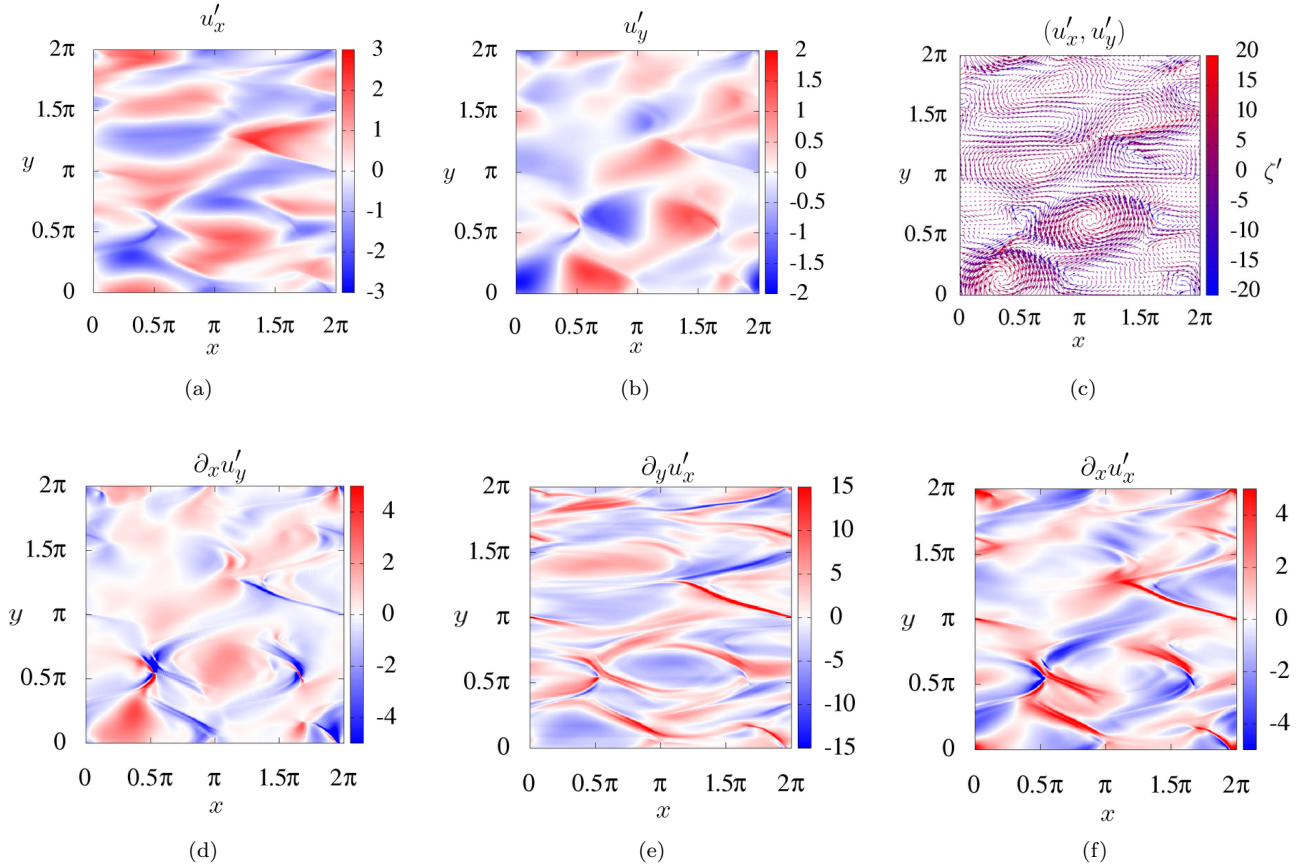 u′ₓ
3
2
1
0
-1
-2
-3
2π
1.5π
π
0.5π
0
y
0 0.5π π 1.5π 2π
x
(a)
u′ᵧ
2
1.5
1
0.5
0
-0.5
-1
-1.5
-2
2π
1.5π
π
0.5π
0
y
0 0.5π π 1.5π 2π
x
(b)
(u′ₓ, u′ᵧ)
20
15
10
5
0
-5
-10
-15
-20
ζ′
2π
1.5π
π
0.5π
0
y
0 0.5π π 1.5π 2π
x
(c)
∂ₓu′ᵧ
4
2
0
-2
-4
2π
1.5π
π
0.5π
0
y
0 0.5π π 1.5π 2π
x
(d)
∂ᵧu′ₓ
15
10
5
0
-5
-10
-15
2π
1.5π
π
0.5π
0
y
0 0.5π π 1.5π 2π
x
(e)
∂ₓu′ₓ
4
2
0
-2
-4
2π
1.5π
π
0.5π
0
y
0 0.5π π 1.5π 2π
x
(f)